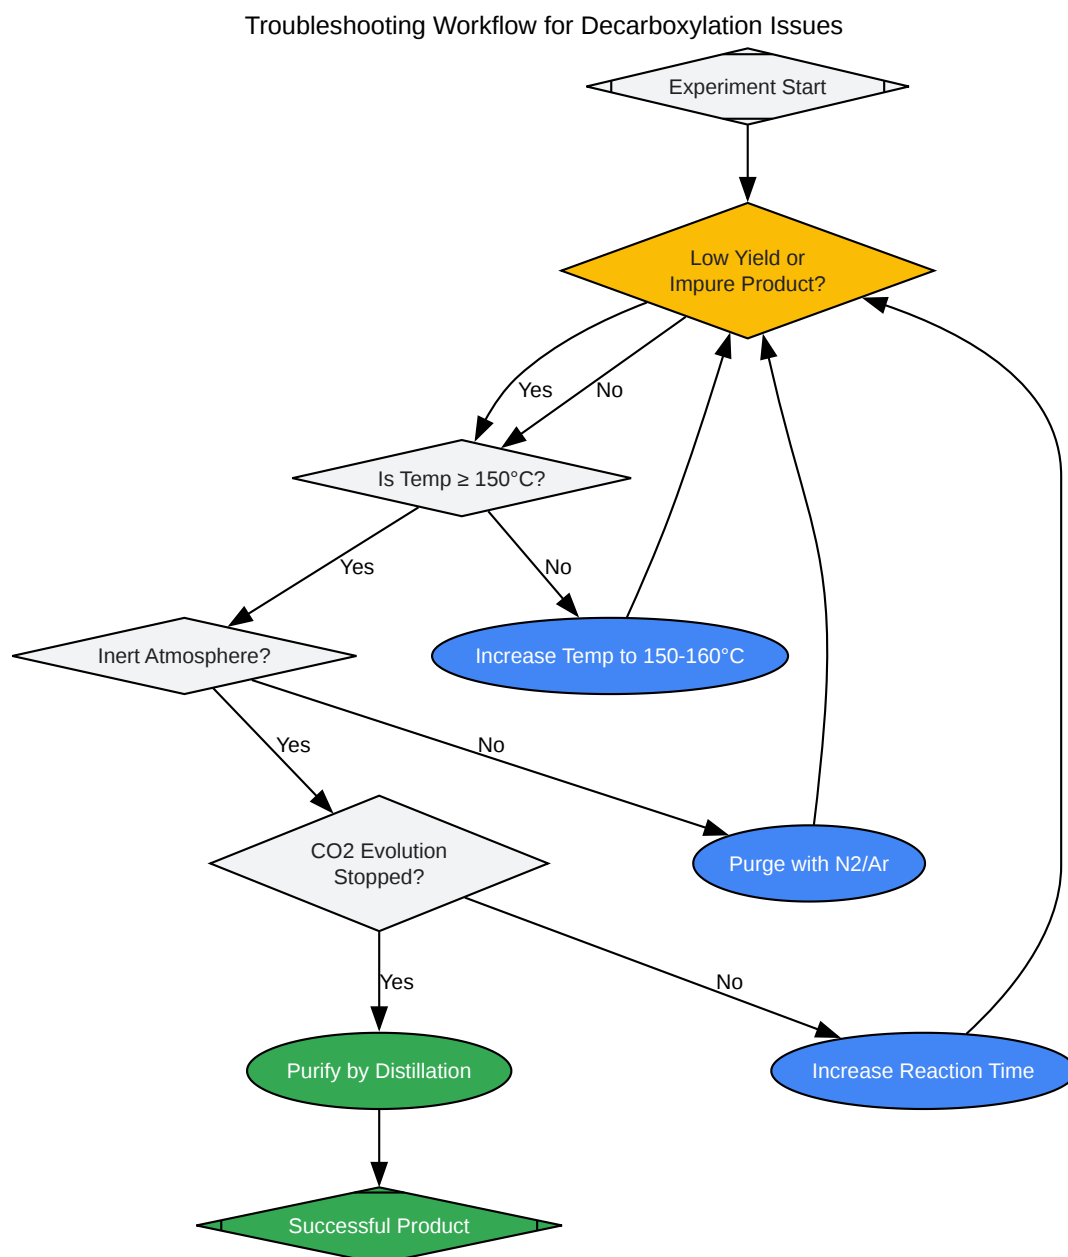 Troubleshooting Workflow for Decarboxylation Issues
Experiment Start
Low Yield or
Impure Product?
Yes
No
Is Temp ≥ 150°C?
Yes
No
Inert Atmosphere?
Increase Temp to 150-160°C
Yes
No
CO2 Evolution
Stopped?
Purge with N2/Ar
Yes
No
Purify by Distillation
Increase Reaction Time
Successful Product